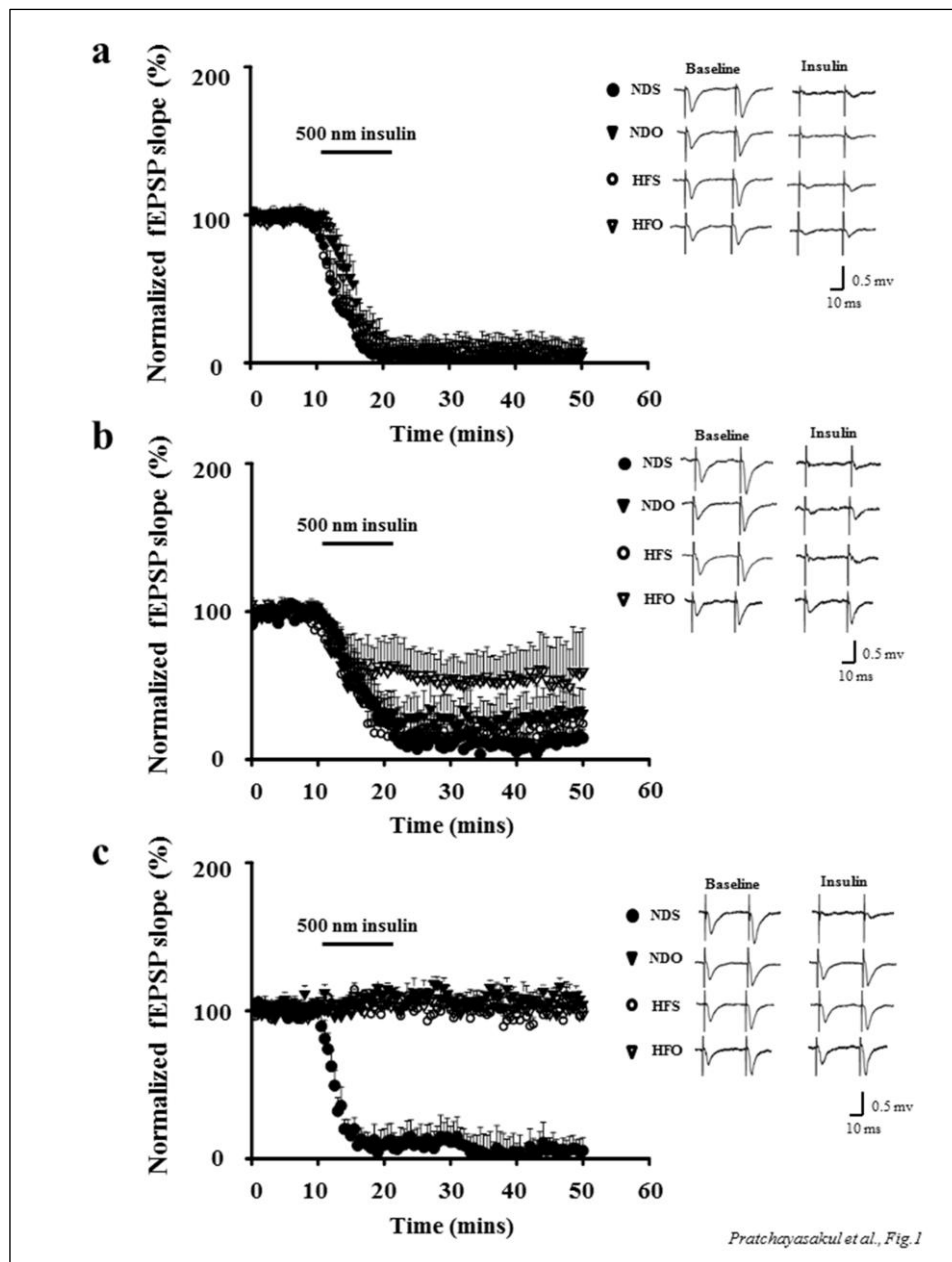 a
Normalized fEPSP slope (%)
200
100
0
500 nm insulin
0 10 20 30 40 50 60
Time (mins)
Baseline Insulin
NDS
NDO
HFS
HFO
0.5 mv
10 ms
b
Normalized fEPSP slope (%)
200
100
0
500 nm insulin
0 10 20 30 40 50 60
Time (mins)
Baseline Insulin
NDS
NDO
HFS
HFO
0.5 mv
10 ms
c
Normalized fEPSP slope (%)
200
100
0
500 nm insulin
0 10 20 30 40 50 60
Time (mins)
Baseline Insulin
NDS
NDO
HFS
HFO
0.5 mv
10 ms
Pratchayasakul et al., Fig.1